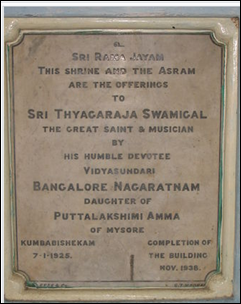 SRI RAMA JAYAM
THIS SHRINE AND THE ASRAM
ARE THE OFFERINGS
TO
SRI THYAGARAJA SWAMIGAL
THE GREAT SAINT & MUSICIAN
BY
HIS HUMBLE DEVOTEE
VIDYASUNDARI
BANGALORE NAGARATNAM
DAUGHTER OF
PUTTALAKSHIMI AMMA
OF MYSORE
KUMBABISHEKAM
7-1-1925.
COMPLETION OF
THE BUILDING
NOV. 1938.